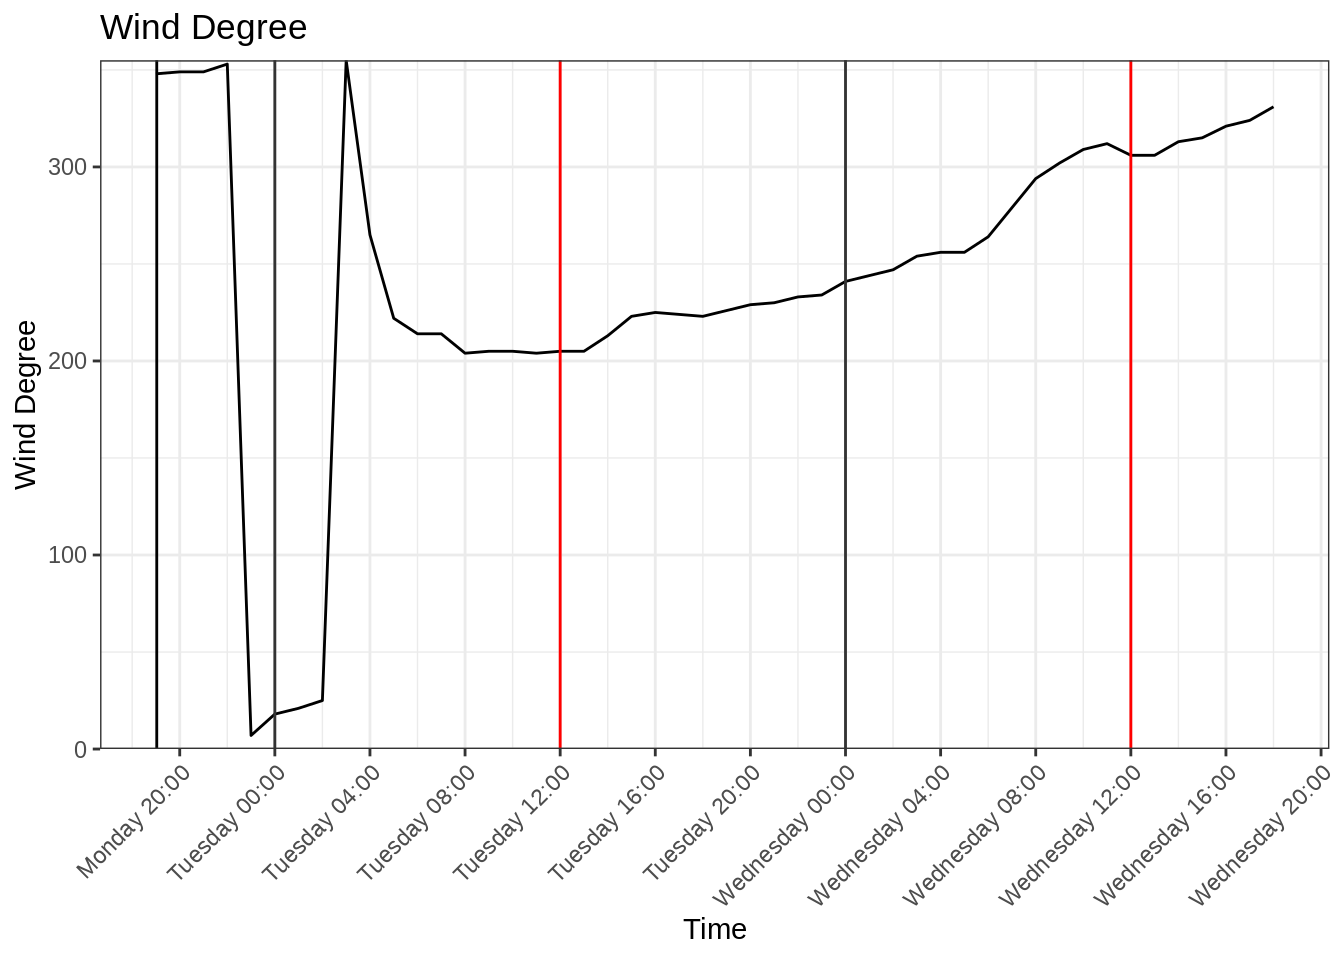 Wind Degree
Wind Degree
300
200
100
0
Monday 20:00
Tuesday 00:00
Tuesday 04:00
Tuesday 08:00
Tuesday 12:00
Tuesday 16:00
Tuesday 20:00
Wednesday 00:00
Wednesday 04:00
Wednesday 08:00
Wednesday 12:00
Wednesday 16:00
Wednesday 20:00
Time